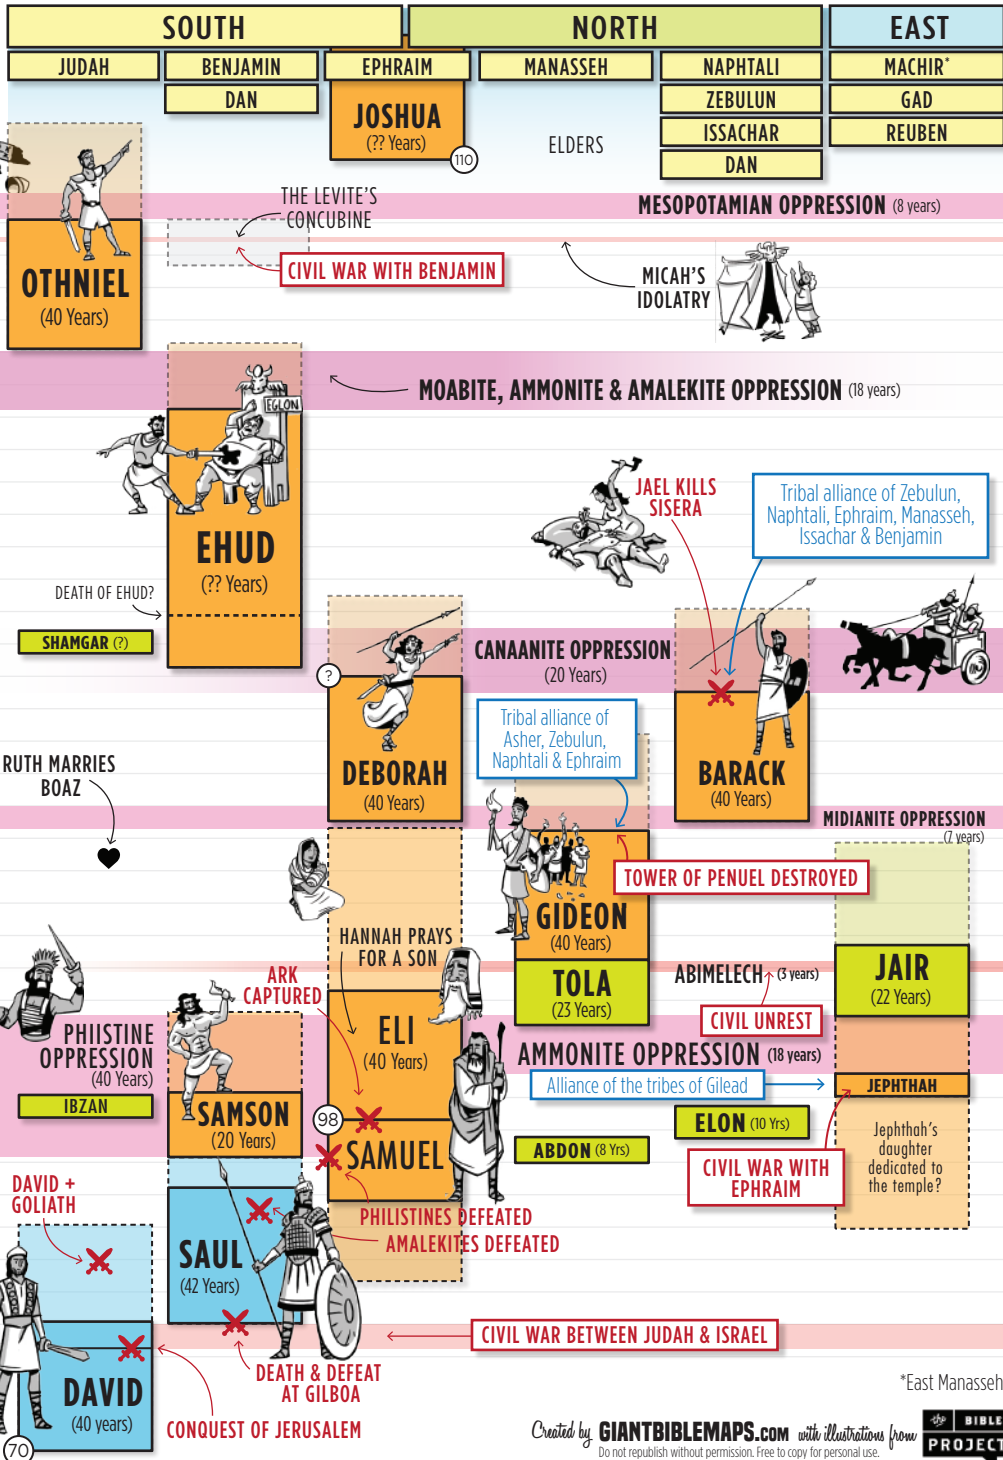 SOUTH
NORTH
EAST
JUDAH
BENJAMIN
EPHRAIM
MANASSEH
NAPHTALI
MACHIR*
DAN
ZEBULUN
GAD
ISSACHAR
REUBEN
DAN
JOSHUA
(?? Years)
110
ELDERS
THE LEVITE'S
CONCUBINE
MESOPOTAMIAN OPPRESSION (8 years)
CIVIL WAR WITH BENJAMIN
MICAH'S
IDOLATRY
OTHNIEL
(40 Years)
MOABITE, AMMONITE & AMALEKITE OPPRESSION (18 years)
EGLON
EHUD
(?? Years)
JAEL KILLS
SISERA
Tribal alliance of Zebulun,
Naphtali, Ephraim, Manasseh,
Issachar & Benjamin
DEATH OF EHUD?
SHAMGAR (?)
CANAANITE OPPRESSION
(20 Years)
?
Tribal alliance of
Asher, Zebulun,
Naphtali & Ephraim
DEBORAH
(40 Years)
BARACK
(40 Years)
RUTH MARRIES
BOAZ
MIDIANITE OPPRESSION
(7 years)
TOWER OF PENUEL DESTROYED
GIDEON
(40 Years)
HANNAH PRAYS
FOR A SON
ARK
CAPTURED
TOLA
(23 Years)
ABIMELECH (3 years)
JAIR
(22 Years)
CIVIL UNREST
ELI
(40 Years)
PHIISTINE
OPPRESSION
(40 Years)
AMMONITE OPPRESSION (18 years)
Alliance of the tribes of Gilead
JEPHTHAH
IBZAN
SAMSON
(20 Years)
98
SAMUEL
ELON (10 Yrs)
ABDON (8 Yrs)
Jephthah's
daughter
dedicated to
the temple?
CIVIL WAR WITH
EPHRAIM
DAVID +
GOLIATH
PHILISTINES DEFEATED
AMALEKITES DEFEATED
SAUL
(42 Years)
CIVIL WAR BETWEEN JUDAH & ISRAEL
DEATH & DEFEAT
AT GILBOA
DAVID
(40 years)
CONQUEST OF JERUSALEM
70
*East Manasseh
Created by GIANTBIBLEMAPS.COM with illustrations from
the BIBLE
PROJECT
Do not republish without permission. Free to copy for personal use.